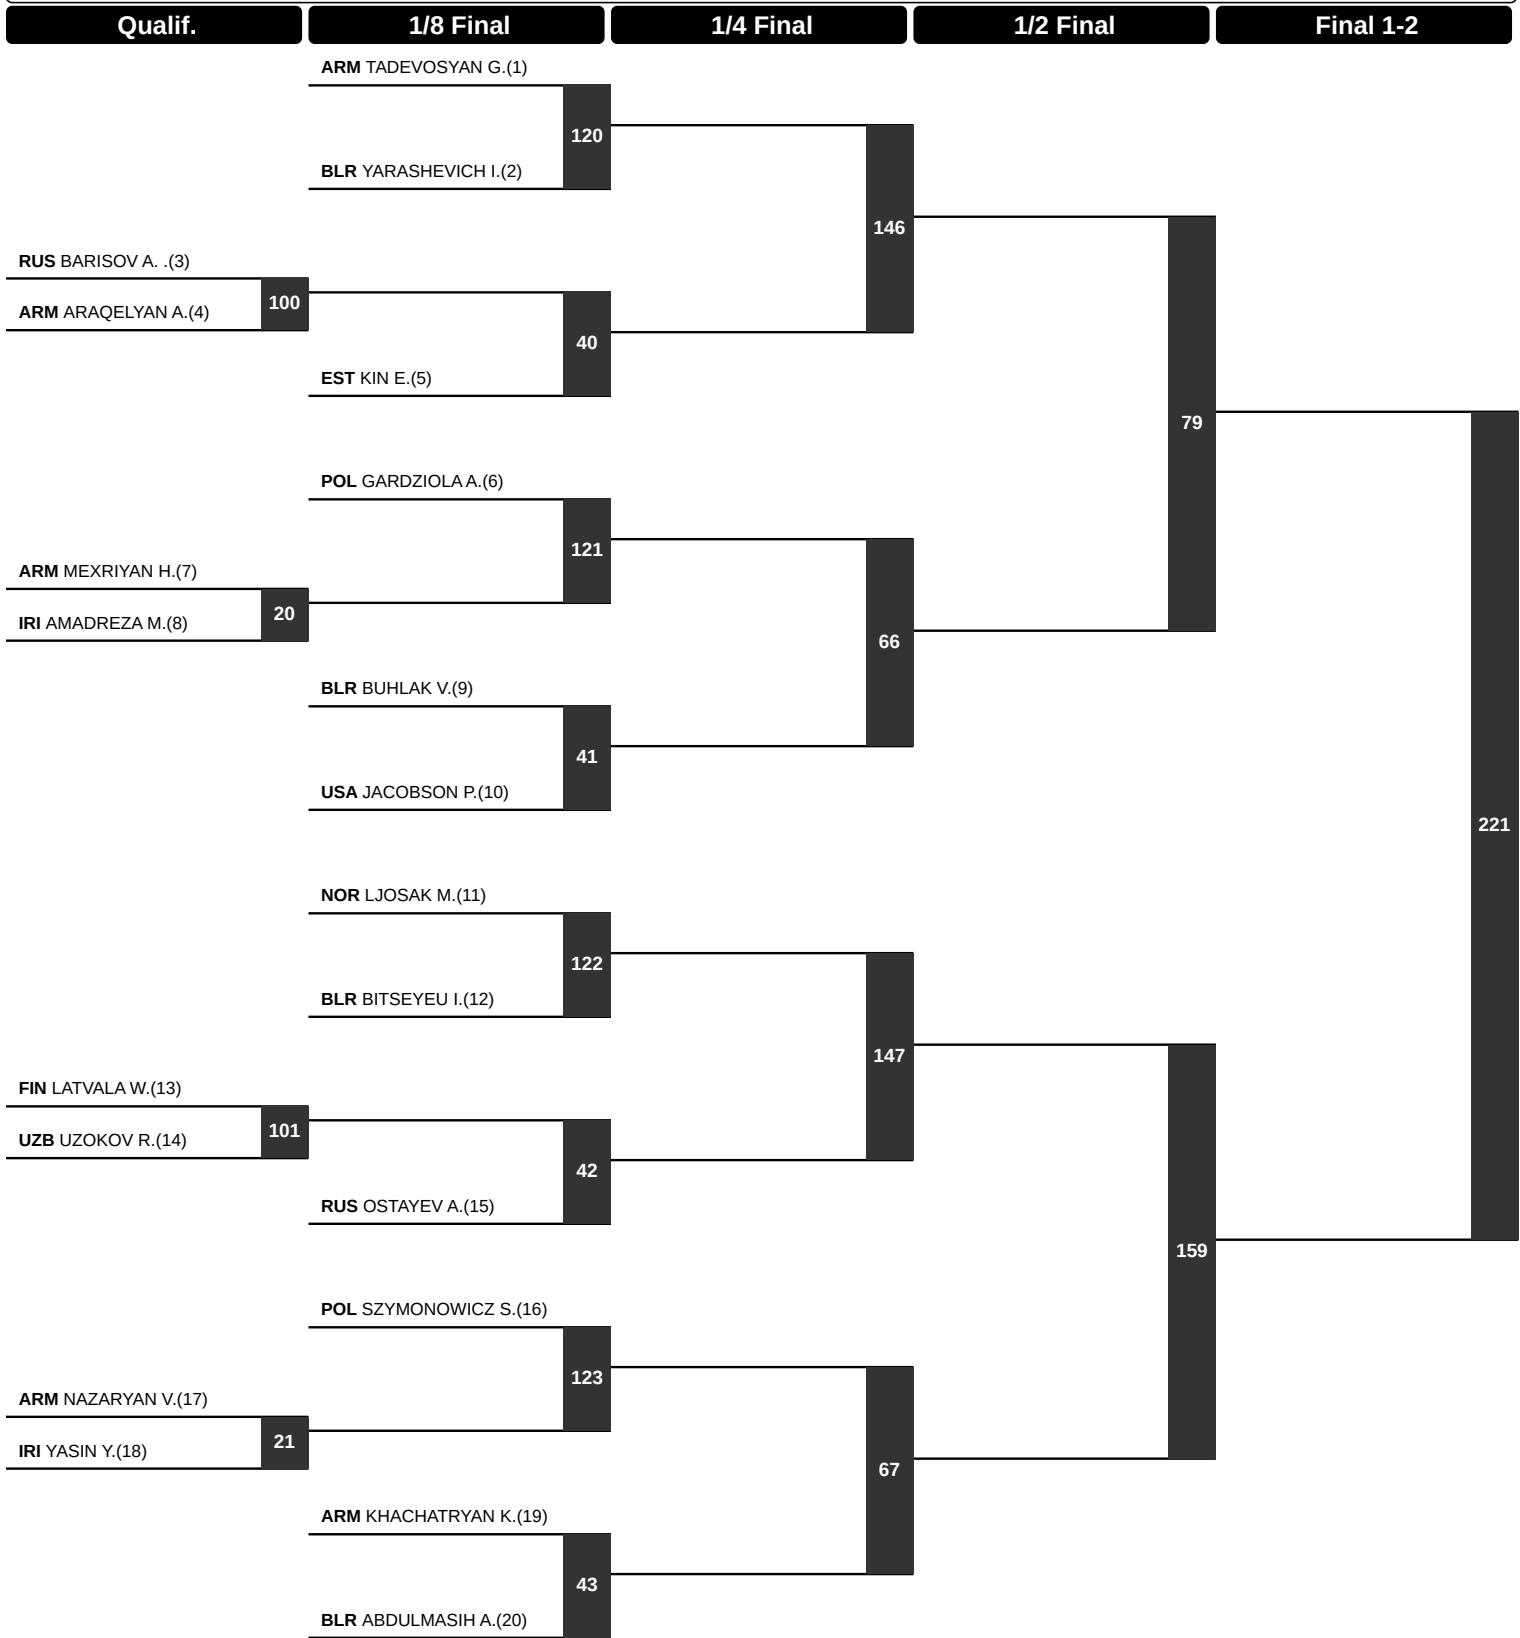 Qualif.
1/8 Final
1/4 Final
1/2 Final
Final 1-2
ARM TADEVOSYAN G.(1)
120
BLR YARASHEVICH I.(2)
146
RUS BARISOV A. .(3)
100
ARM ARAQELYAN A.(4)
40
EST KIN E.(5)
79
POL GARDZIOLA A.(6)
121
ARM MEXRIYAN H.(7)
20
IRI AMADREZA M.(8)
66
BLR BUHLAK V.(9)
41
USA JACOBSON P.(10)
221
NOR LJOSAK M.(11)
122
BLR BITSEYEU I.(12)
147
FIN LATVALA W.(13)
101
UZB UZOKOV R.(14)
42
RUS OSTAYEV A.(15)
159
POL SZYMONOWICZ S.(16)
123
ARM NAZARYAN V.(17)
21
IRI YASIN Y.(18)
67
ARM KHACHATRYAN K.(19)
43
BLR ABDULMASIH A.(20)